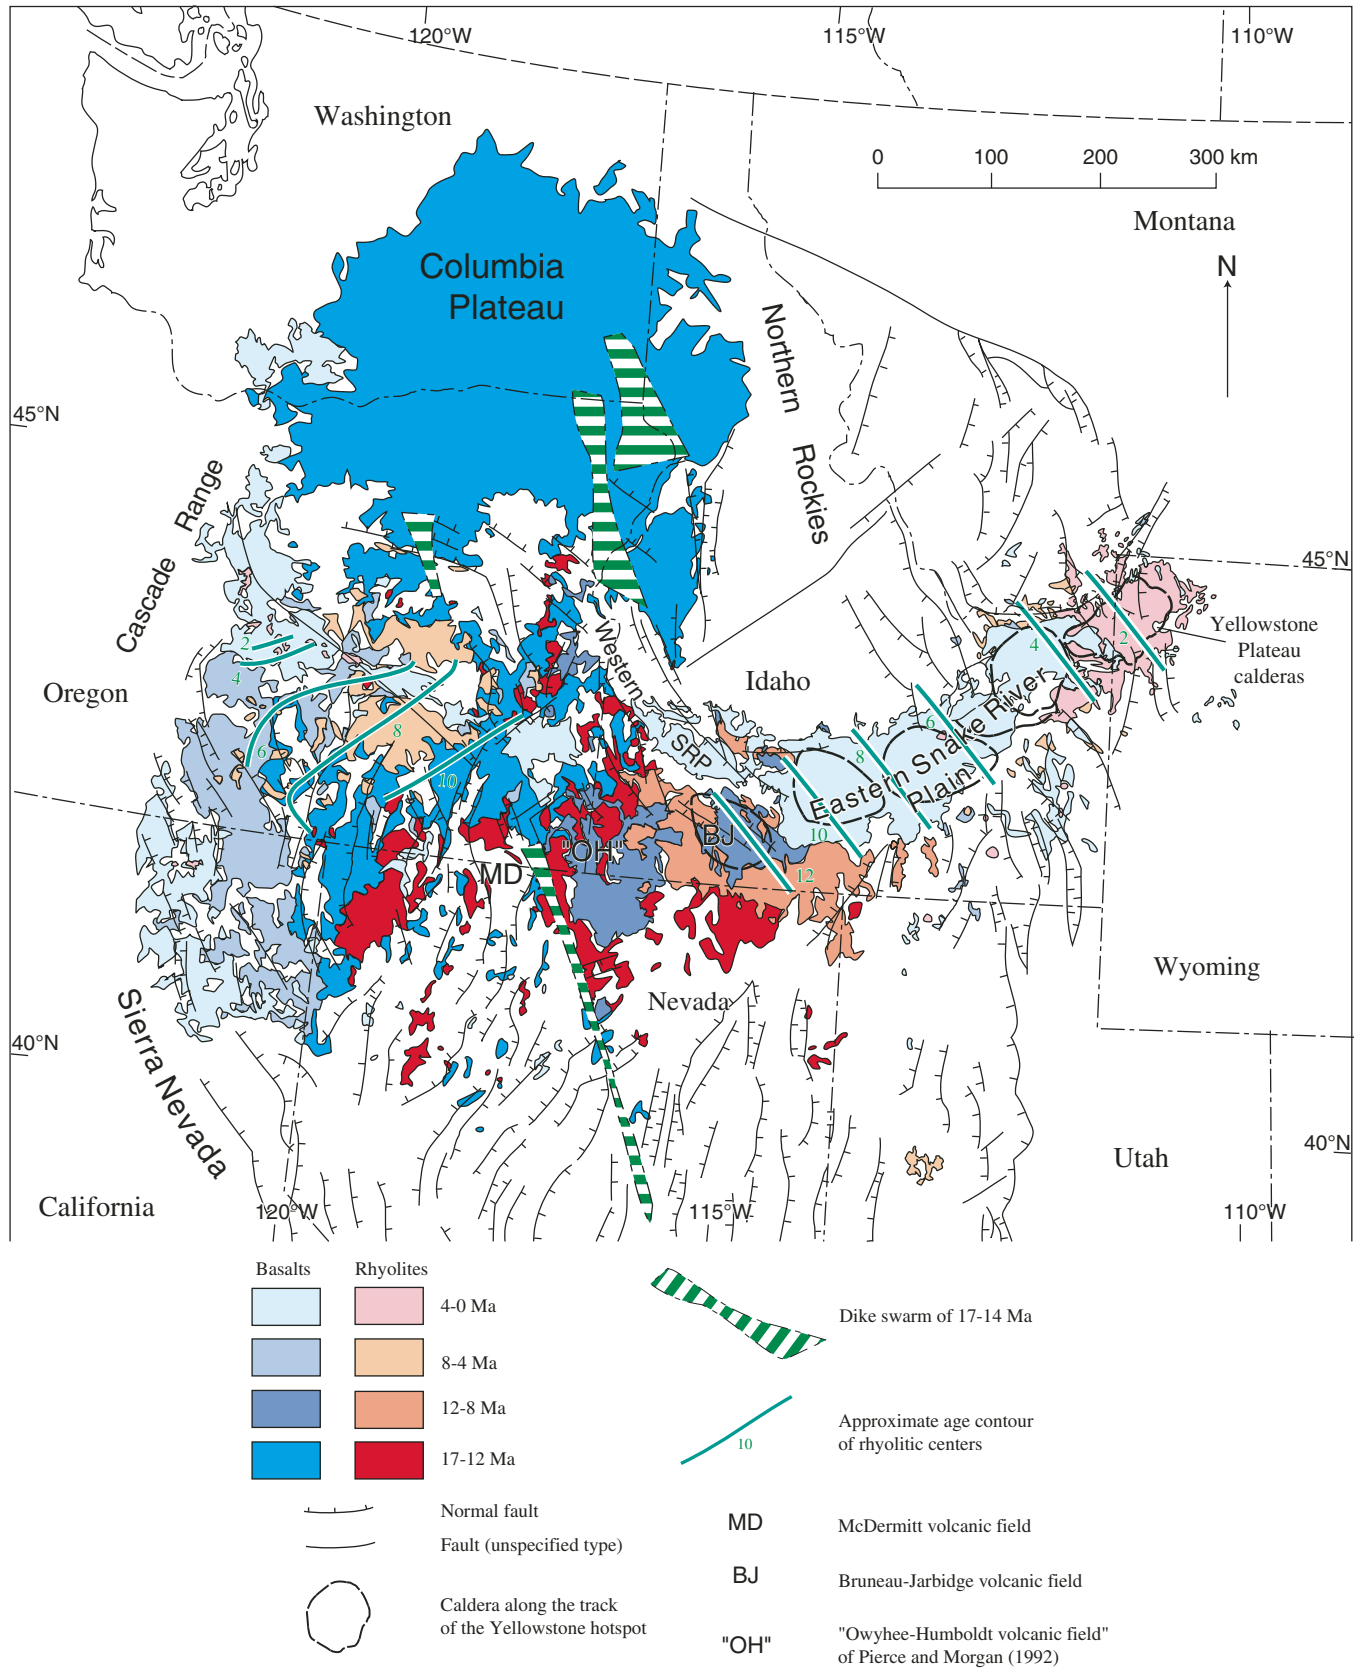 120°W
115°W
110°W
Washington
0
100
200
300 km
Montana
N
Columbia
Plateau
Northern
Rockies
45°N
Cascade Range
45°N
Yellowstone
Plateau
calderas
Oregon
Western
SRP
Idaho
Eastern Snake River
Plain
2
4
6
8
10
2
4
6
8
10
12
"OH"
BJ
MD
Nevada
Wyoming
Sierra Nevada
40°N
40°N
Utah
California
120°W
115°W
110°W
Basalts
Rhyolites
4-0 Ma
8-4 Ma
12-8 Ma
17-12 Ma
Normal fault
Fault (unspecified type)
Caldera along the track
of the Yellowstone hotspot
Dike swarm of 17-14 Ma
10
Approximate age contour
of rhyolitic centers
MD
McDermitt volcanic field
BJ
Bruneau-Jarbidge volcanic field
"OH"
"Owyhee-Humboldt volcanic field"
of Pierce and Morgan (1992)